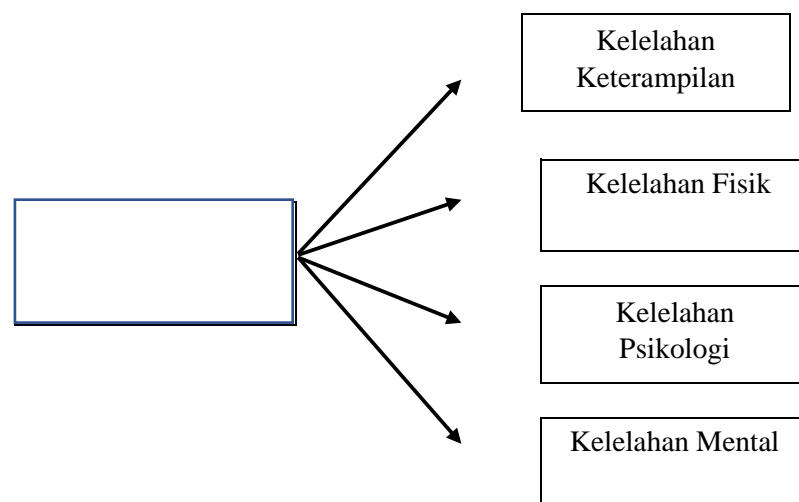 Kelelahan
Keterampilan
Kelelahan Fisik
Kelelahan
Psikologi
Kelelahan Mental